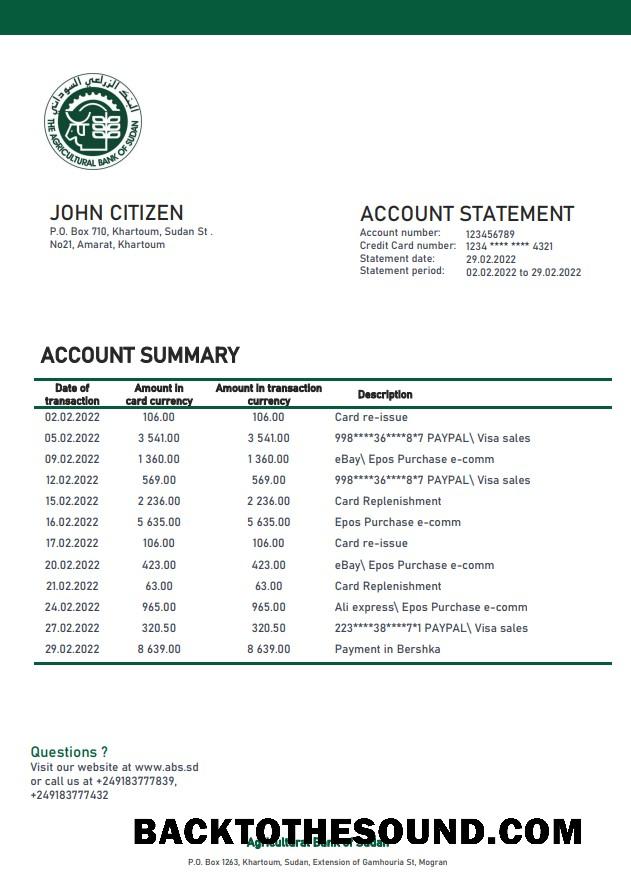 البنك الزراعي السوداني
THE AGRICULTURAL BANK OF SUDAN
JOHN CITIZEN
P.O. Box 710, Khartoum, Sudan St .
No21, Amarat, Khartoum
ACCOUNT STATEMENT
Account number: 123456789
Credit Card number: 1234 **** **** 4321
Statement date: 29.02.2022
Statement period: 02.02.2022 to 29.02.2022
ACCOUNT SUMMARY
Date of transaction Amount in card currency Amount in transaction currency Description
02.02.2022 106.00 106.00 Card re-issue
05.02.2022 3 541.00 3 541.00 998****36****8*7 PAYPAL\ Visa sales
09.02.2022 1 360.00 1 360.00 eBay\ Epos Purchase e-comm
12.02.2022 569.00 569.00 998****36****8*7 PAYPAL\ Visa sales
15.02.2022 2 236.00 2 236.00 Card Replenishment
16.02.2022 5 635.00 5 635.00 Epos Purchase e-comm
17.02.2022 106.00 106.00 Card re-issue
20.02.2022 423.00 423.00 eBay\ Epos Purchase e-comm
21.02.2022 63.00 63.00 Card Replenishment
24.02.2022 965.00 965.00 Ali express\ Epos Purchase e-comm
27.02.2022 320.50 320.50 223****38****7*1 PAYPAL\ Visa sales
29.02.2022 8 639.00 8 639.00 Payment in Bershka
Questions ?
Visit our website at www.abs.sd
or call us at +249183777839,
+249183777432
BACKTOTHESOUND.COM
Agricultural Bank of Sudan
P.O. Box 1263, Khartoum, Sudan, Extension of Gamhouria St, Mogran